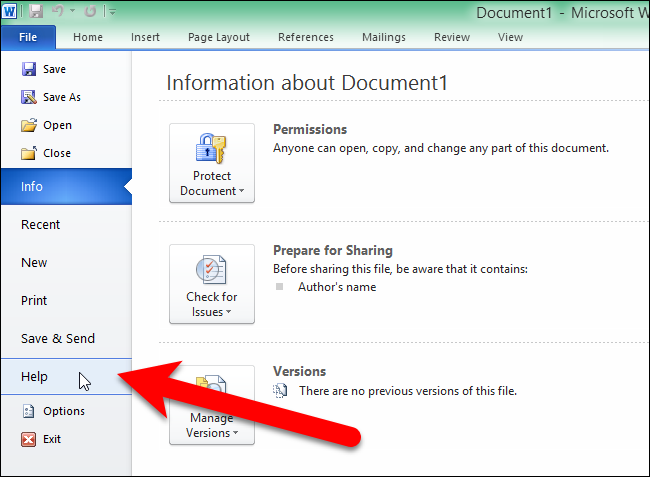 W
Document1 - Microsoft W
File Home Insert Page Layout References Mailings Review View
Save
Save As
Open
Close
Info
Recent
New
Print
Save & Send
Help
Options
Exit
Information about Document1
Protect
Document
Permissions
Anyone can open, copy, and change any part of this document.
Check for
Issues
Prepare for Sharing
Before sharing this file, be aware that it contains:
Author's name
Manage
Versions
Versions
There are no previous versions of this file.